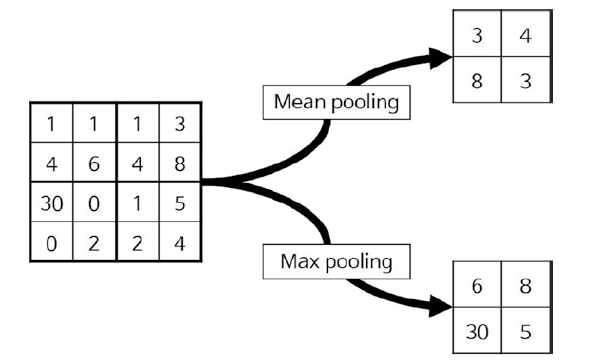 3 4
8 3
Mean pooling
1 1 1 3
4 6 4 8
30 0 1 5
0 2 2 4
Max pooling
6 8
30 5